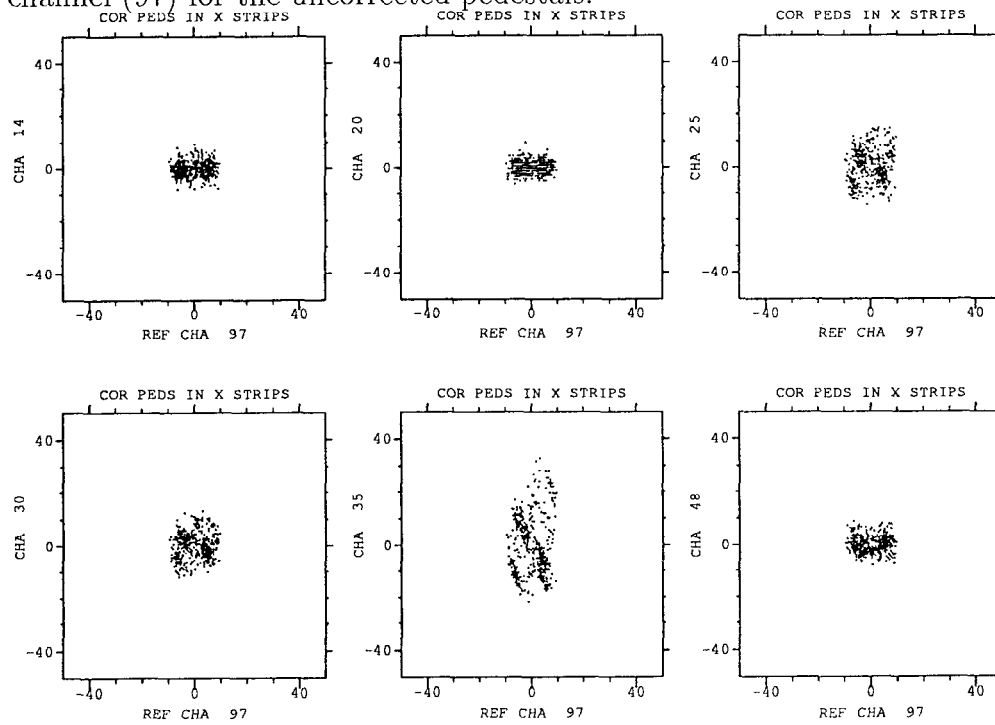 channel (97) for the uncorrected pedestals.
COR PEDS IN X STRIPS
40
0
-40
CHA 14
-40 0 40
REF CHA 97
COR PEDS IN X STRIPS
40
0
-40
CHA 20
-40 0 40
REF CHA 97
COR PEDS IN X STRIPS
40
0
-40
CHA 25
-40 0 40
REF CHA 97
COR PEDS IN X STRIPS
40
0
-40
CHA 30
-40 0 40
REF CHA 97
COR PEDS IN X STRIPS
40
0
-40
CHA 35
-40 0 40
REF CHA 97
COR PEDS IN X STRIPS
40
0
-40
CHA 48
-40 0 40
REF CHA 97